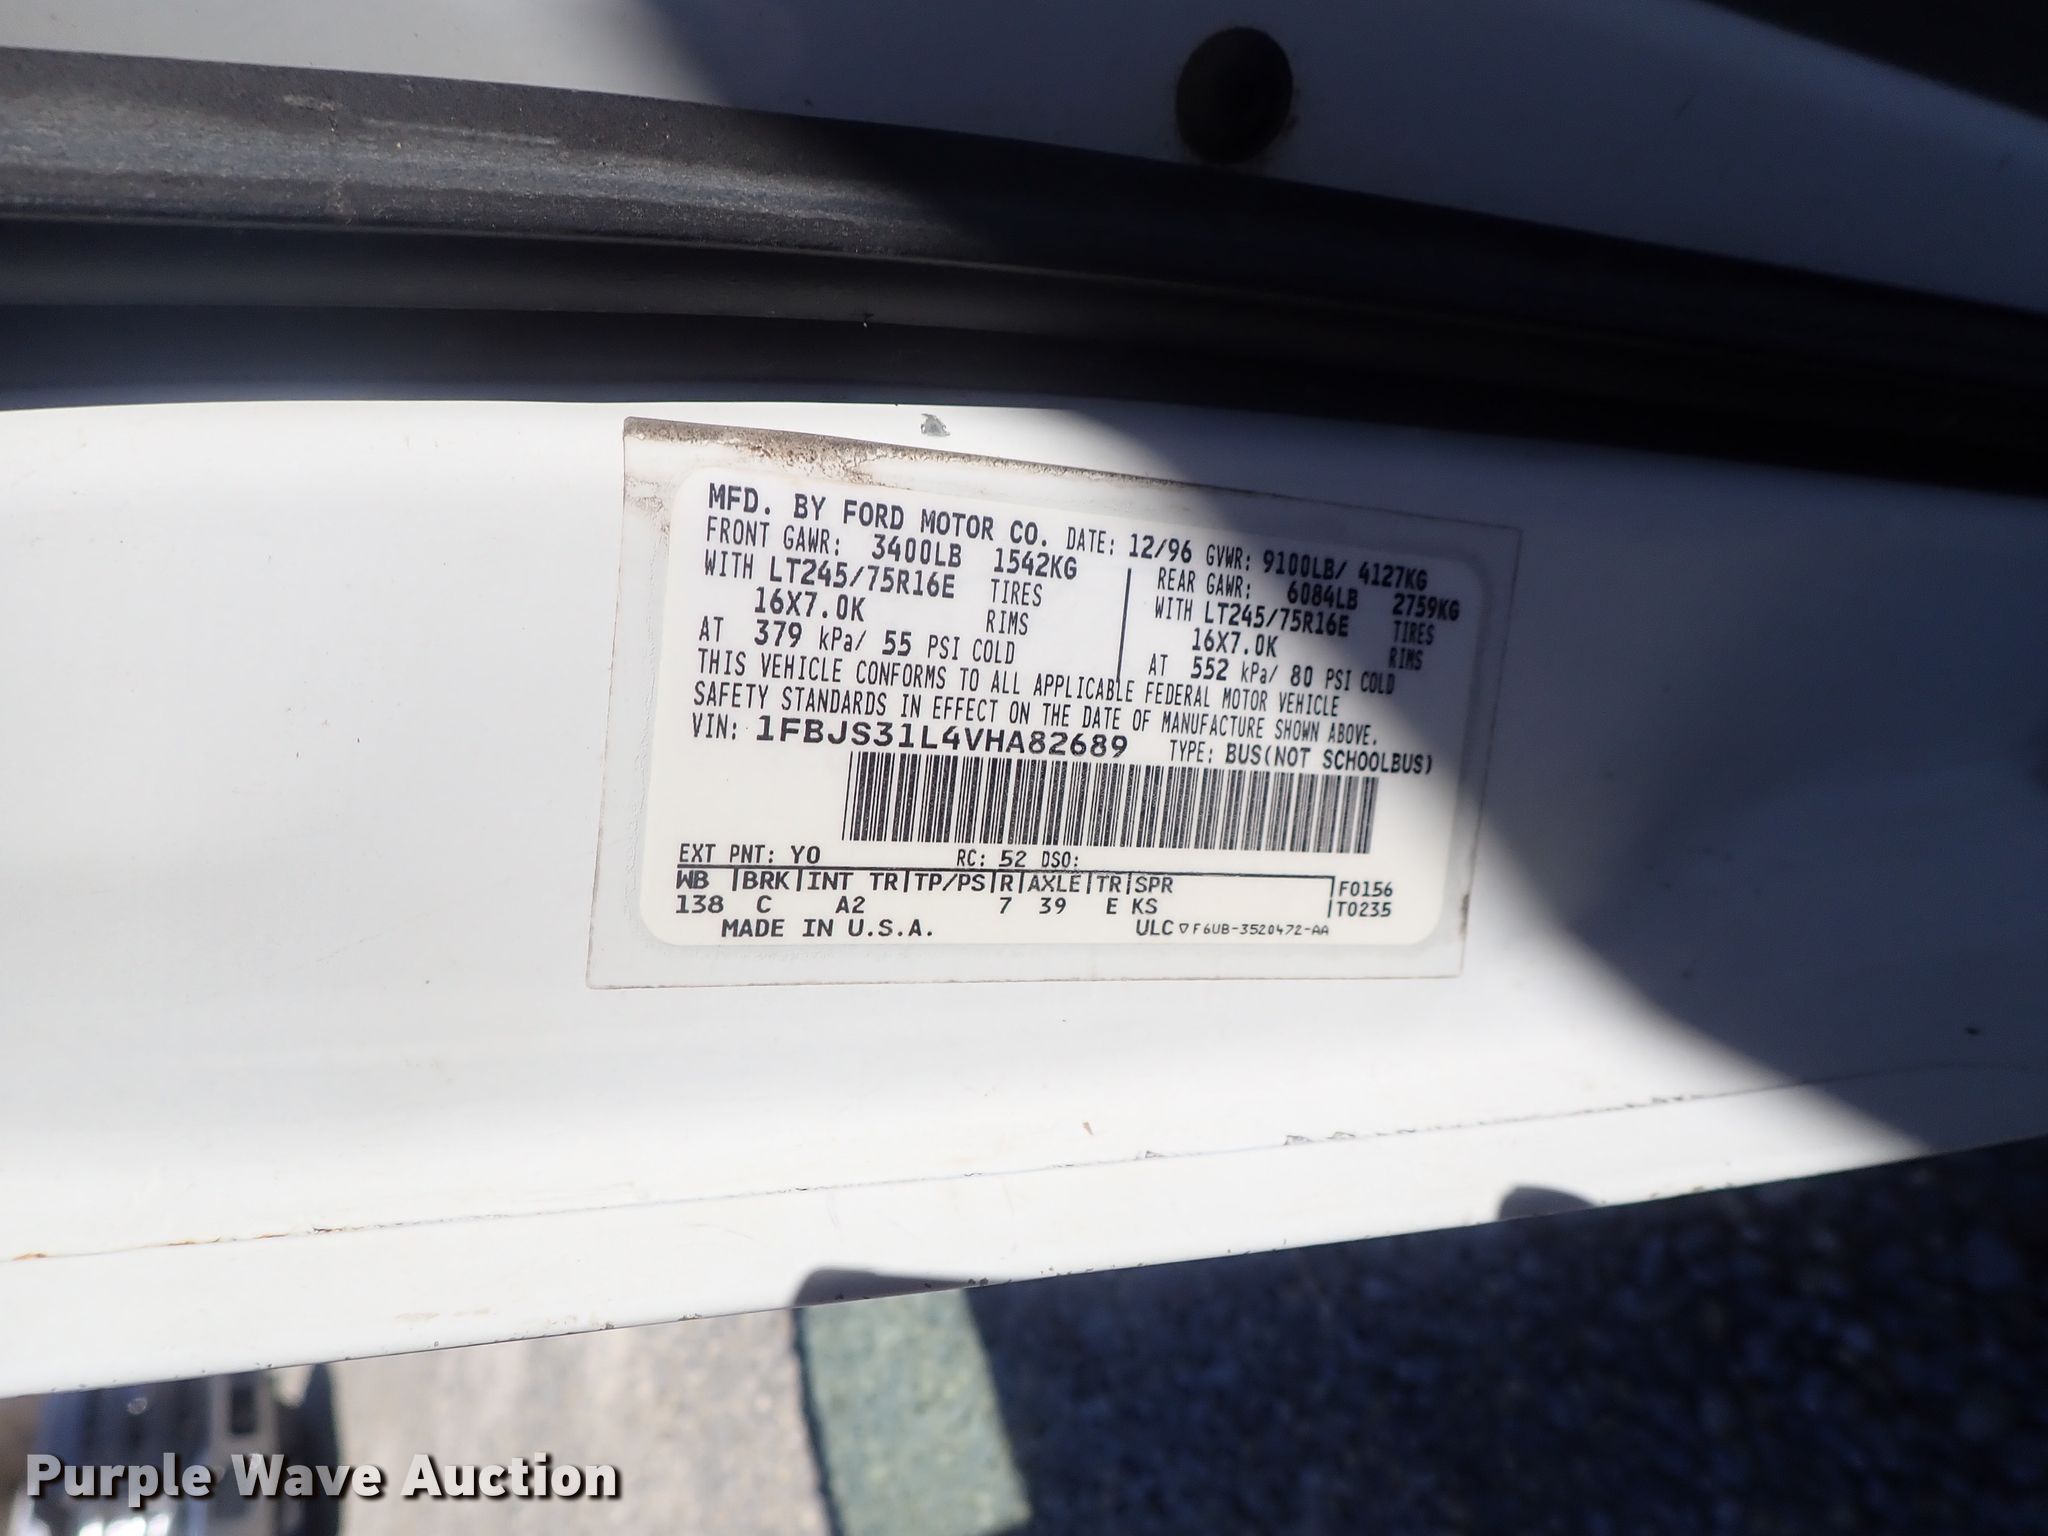 MFD. BY FORD MOTOR CO. DATE: 12/96 GVWR: 9100LB/ 4127KG
FRONT GAWR: 3400LB 1542KG REAR GAWR: 6084LB 2759KG
WITH LT245/75R16E TIRES WITH LT245/75R16E TIRES
16X7.0K RIMS 16X7.0K RIMS
AT 379 kPa/ 55 PSI COLD AT 552 kPa/ 80 PSI COLD
THIS VEHICLE CONFORMS TO ALL APPLICABLE FEDERAL MOTOR VEHICLE
SAFETY STANDARDS IN EFFECT ON THE DATE OF MANUFACTURE SHOWN ABOVE.
VIN: 1FBJS31L4VHA82689 TYPE: BUS(NOT SCHOOLBUS)
EXT PNT: YO RC: 52 DSO:
WB BRK INT TR TP/PS R AXLE TR SPR F0156
138 C A2 7 39 E KS T0235
MADE IN U.S.A. ULC ▽F6UB-3520472-AA
Purple Wave Auction